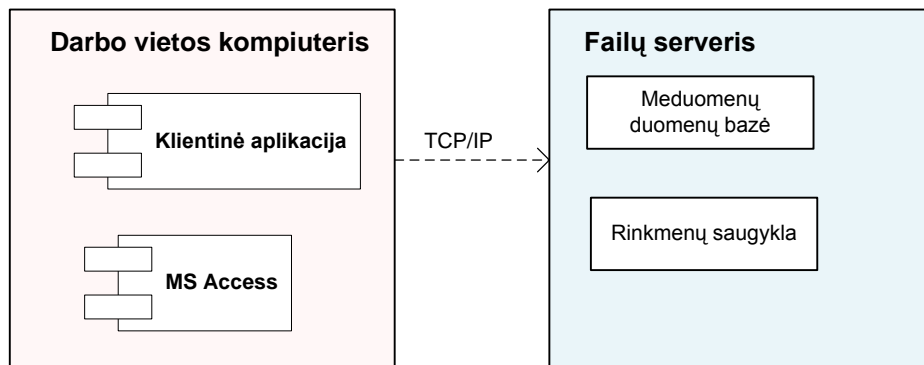 Darbo vietos kompiuteris
Klientinė aplikacija
MS Access
TCP/IP
Failų serveris
Meduomenų
duomenų bazė
Rinkmenų saugykla